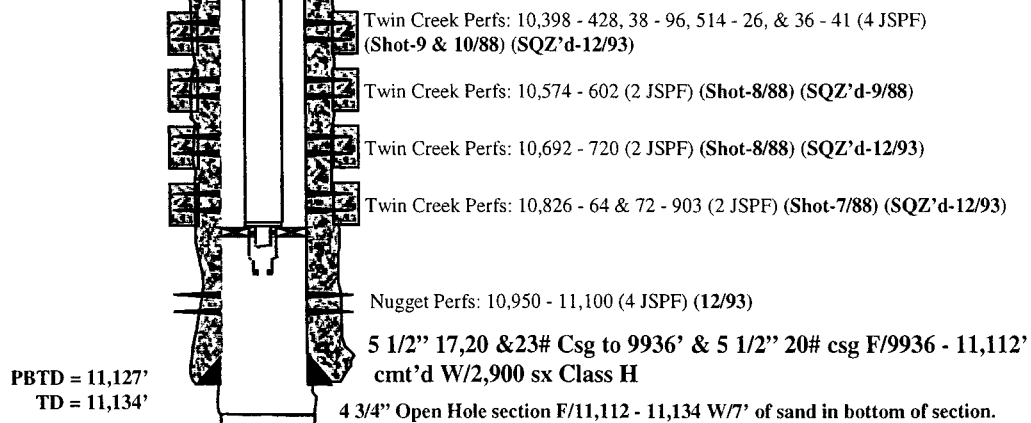 Twin Creek Perfs: 10,398 - 428, 38 - 96, 514 - 26, & 36 - 41 (4 JSPF)
(Shot-9 & 10/88) (SQZ'd-12/93)
Twin Creek Perfs: 10,574 - 602 (2 JSPF) (Shot-8/88) (SQZ'd-9/88)
Twin Creek Perfs: 10,692 - 720 (2 JSPF) (Shot-8/88) (SQZ'd-12/93)
Twin Creek Perfs: 10,826 - 64 & 72 - 903 (2 JSPF) (Shot-7/88) (SQZ'd-12/93)
Nugget Perfs: 10,950 - 11,100 (4 JSPF) (12/93)
5 1/2” 17,20 &23# Csg to 9936’ & 5 1/2” 20# csg F/9936 - 11,112’
cmt’d W/2,900 sx Class H
PBTD = 11,127’
TD = 11,134’
4 3/4” Open Hole section F/11,112 - 11,134 W/7’ of sand in bottom of section.